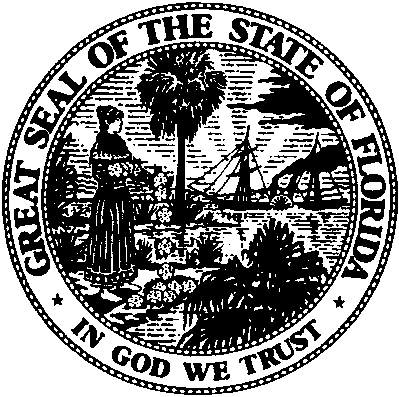 GREAT SEAL OF THE STATE OF FLORIDA
IN GOD WE TRUST